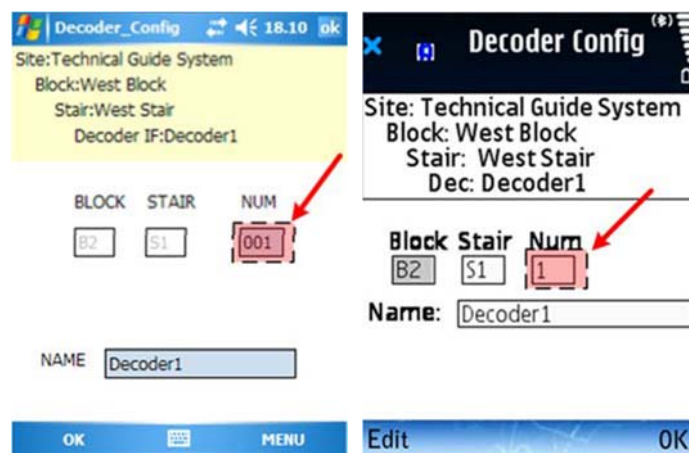 Decoder_Config 18.10 ok
Site:Technical Guide System
Block:West Block
Stair:West Stair
Decoder IF:Decoder1
BLOCK STAIR NUM
B2 S1 001
NAME Decoder1
OK MENU
Decoder Config
Site: Technical Guide System
Block: West Block
Stair: West Stair
Dec: Decoder1
Block Stair Num
B2 S1 1
Name: Decoder1
Edit OK